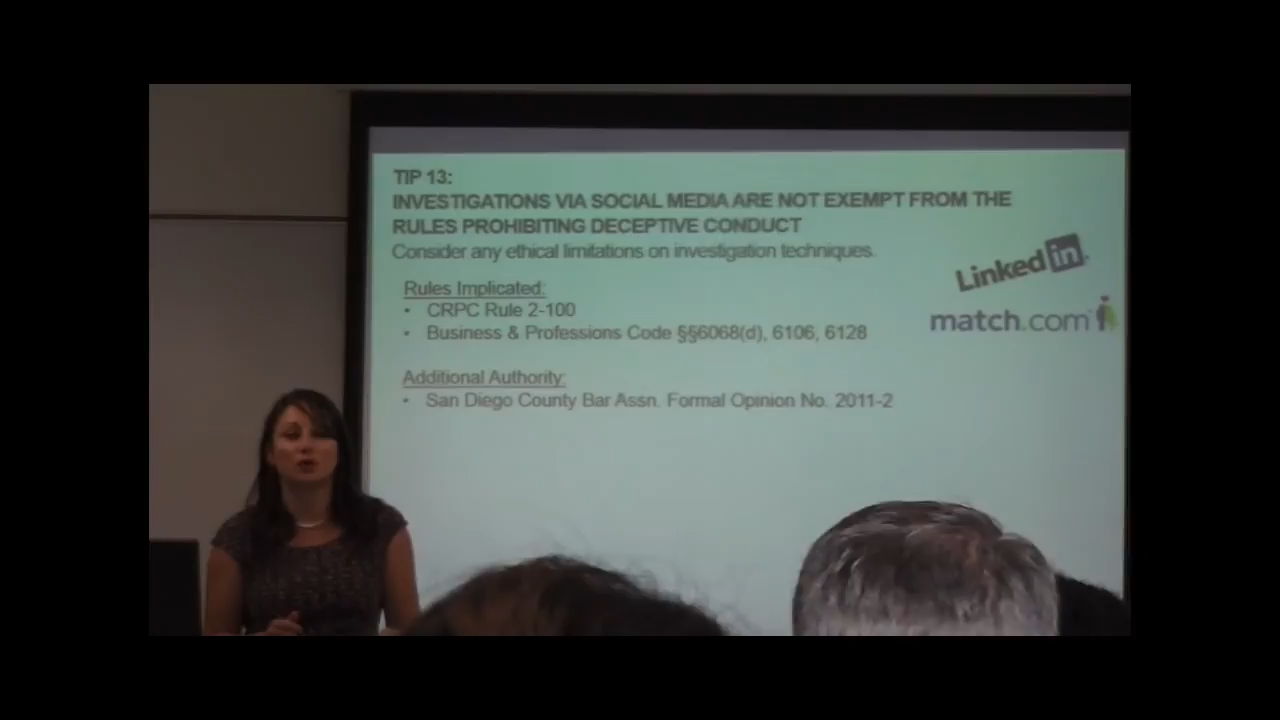 TIP 13:
INVESTIGATIONS VIA SOCIAL MEDIA ARE NOT EXEMPT FROM THE
RULES PROHIBITING DECEPTIVE CONDUCT
Consider any ethical limitations on investigation techniques.
Linked in
Rules Implicated:
• CRPC Rule 2-100
match.com
• Business & Professions Code §§6068(d), 6106, 6128
Additional Authority:
• San Diego County Bar Assn. Formal Opinion No. 2011-2